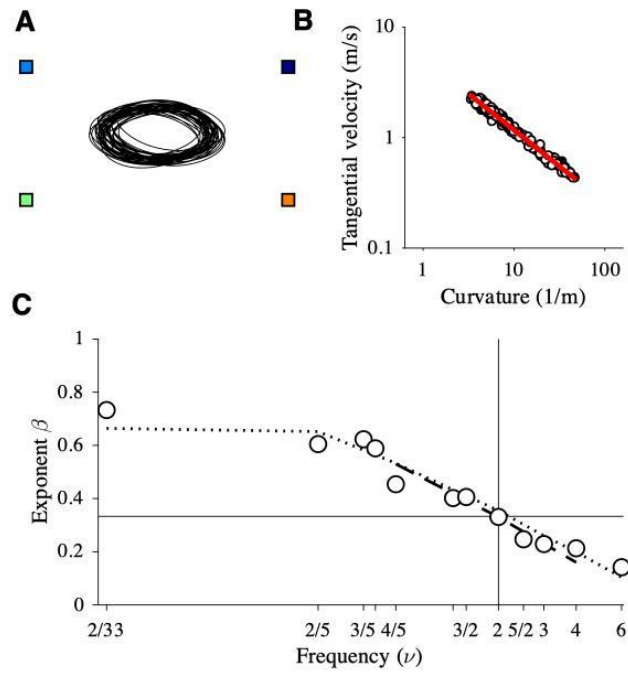 A
B
Tangential velocity (m/s)
10
1
0.1
1 10 100
Curvature (1/m)
C
Exponent β
1
0.8
0.6
0.4
0.2
0
2/33 2/5 3/5 4/5 3/2 2 5/2 3 4 6
Frequency (ν)